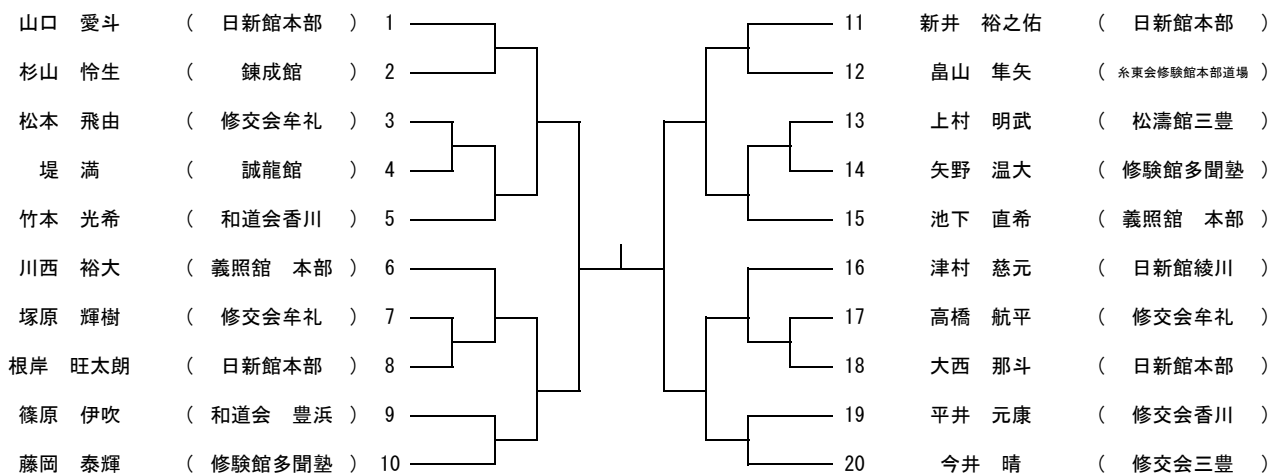 山口　愛斗　（　日新館本部　）　1
杉山　怜生　（　錬成館　）　2
松本　飛由　（　修交会牟礼　）　3
堤　満　（　誠龍館　）　4
竹本　光希　（　和道会香川　）　5
川西　裕大　（　義照舘　本部　）　6
塚原　輝樹　（　修交会牟礼　）　7
根岸　旺太朗　（　日新館本部　）　8
篠原　伊吹　（　和道会　豊浜　）　9
藤岡　泰輝　（　修験館多聞塾　）　10
11　新井　裕之佑　（　日新館本部　）
12　畠山　隼矢　（　糸東会修験館本部道場　）
13　上村　明武　（　松濤館三豊　）
14　矢野　温大　（　修験館多聞塾　）
15　池下　直希　（　義照舘　本部　）
16　津村　慈元　（　日新館綾川　）
17　高橋　航平　（　修交会牟礼　）
18　大西　那斗　（　日新館本部　）
19　平井　元康　（　修交会香川　）
20　今井　晴　（　修交会三豊　）